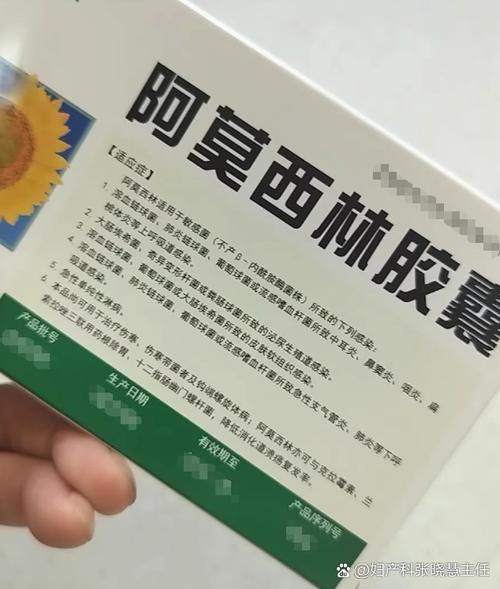 阿莫西林胶囊
【适应症】
阿莫西林适用于敏感菌（不产β-内酰胺酶菌株）所致的下列感染：
1. 溶血链球菌、肺炎链球菌、葡萄球菌或流感嗜血杆菌所致中耳炎、鼻窦炎、咽炎、扁
桃体炎等上呼吸道感染。
2. 大肠埃希菌、奇异变形杆菌或粪肠球菌所致的泌尿生殖道感染。
3. 溶血链球菌、葡萄球菌或大肠埃希菌所致的皮肤软组织感染。
4. 溶血链球菌、肺炎链球菌、葡萄球菌或流感嗜血杆菌所致急性支气管炎、肺炎等下呼
吸道感染。
5. 急性单纯性淋病。
6. 本品尚可用于治疗伤寒、伤寒带菌者及钩端螺旋体病；阿莫西林亦可与克拉霉素、兰
索拉唑三联用药根除胃、十二指肠幽门螺杆菌，降低消化道溃疡复发率。
产品批号
生产日期
有效期至
产品序列号
@妇产科张晓慧主任